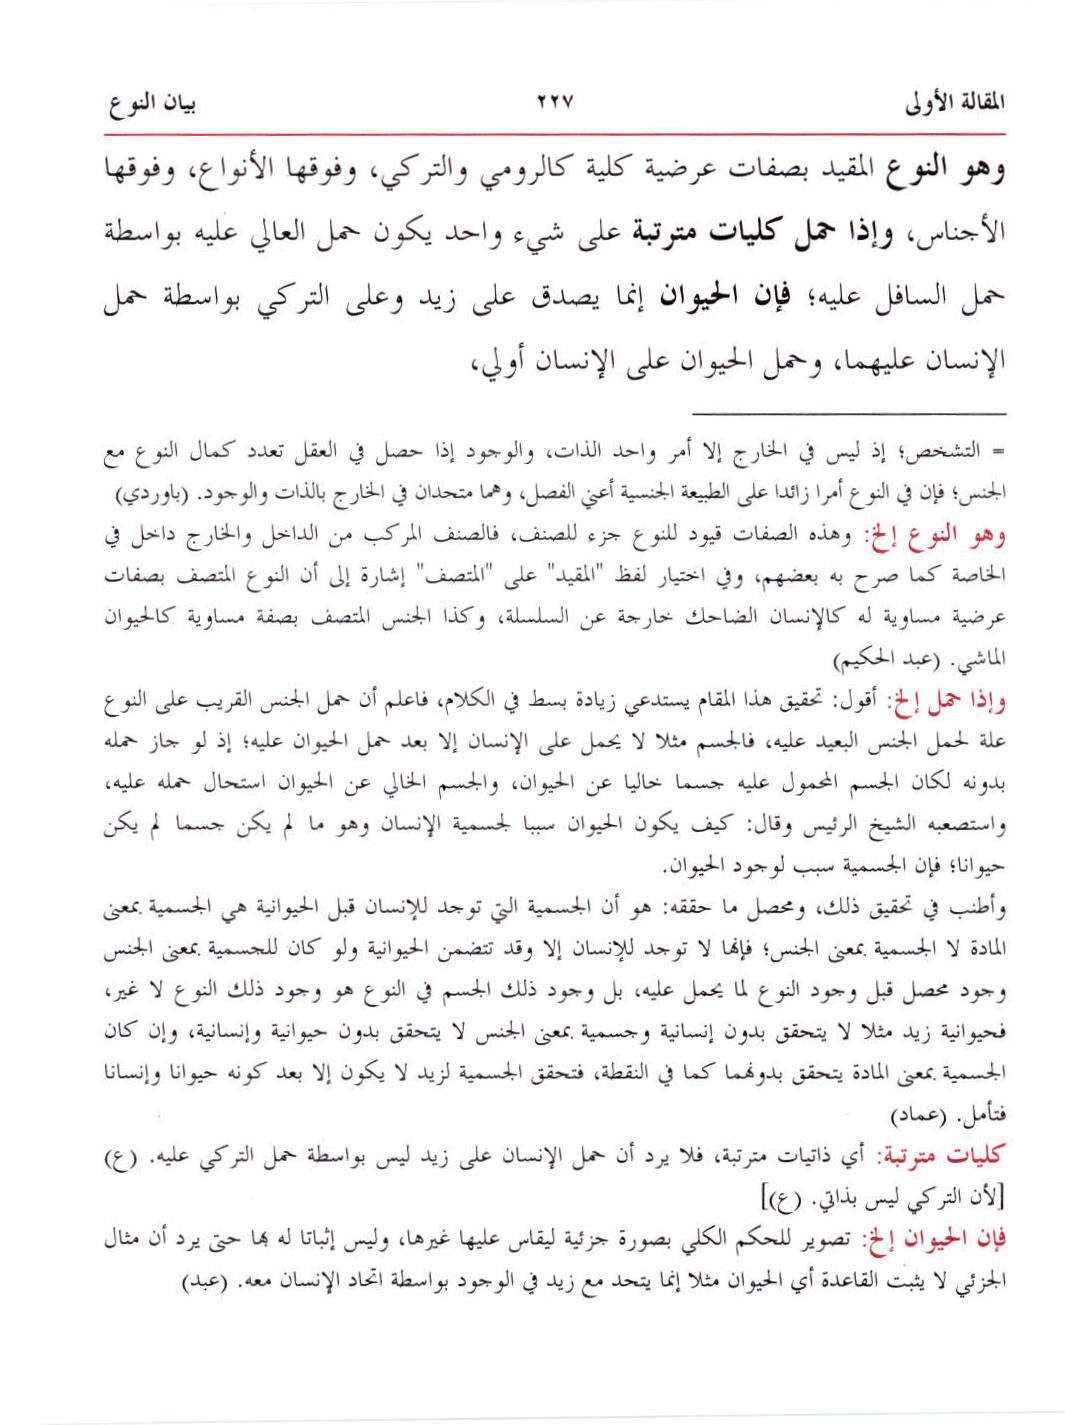 المقالة الأولى ٢٢٧ بيان النوع
وهو النوع المقيد بصفات عرضية كلية كالرومي والتركي، وفوقها الأنواع، وفوقها
الأجناس، وإذا حمل كليات مترتبة على شيء واحد يكون حمل العالي عليه بواسطة
حمل السافل عليه؛ فإن الحيوان إنما يصدق على زيد وعلى التركي بواسطة حمل
الإنسان عليهما، وحمل الحيوان على الإنسان أولي،
= التشخص؛ إذ ليس في الخارج إلا أمر واحد الذات، والوجود إذا حصل في العقل تعدد كمال النوع مع
الجنس؛ فإن في النوع أمرا زائدا على الطبيعة الجنسية أعني الفصل، وهما متحدان في الخارج بالذات والوجود. (باوردي)
وهو النوع إلخ: وهذه الصفات قيود للنوع جزء للصنف، فالصنف المركب من الداخل والخارج داخل في
الخاصة كما صرح به بعضهم، وفي اختيار لفظ "المقيد" على "المتصف" إشارة إلى أن النوع المتصف بصفات
عرضية مساوية له كالإنسان الضاحك خارجة عن السلسلة، وكذا الجنس المتصف بصفة مساوية كالحيوان
الماشي. (عبد الحكيم)
وإذا حمل إلخ: أقول: تحقيق هذا المقام يستدعي زيادة بسط في الكلام، فاعلم أن حمل الجنس القريب على النوع
علة لحمل الجنس البعيد عليه، فالجسم مثلا لا يحمل على الإنسان إلا بعد حمل الحيوان عليه؛ إذ لو جاز حمله
بدونه لكان الجسم المحمول عليه جسما خاليا عن الحيوان، والجسم الخالي عن الحيوان استحال حمله عليه،
واستصعبه الشيخ الرئيس وقال: كيف يكون الحيوان سببا لجسمية الإنسان وهو ما لم يكن جسما لم يكن
حيوانا؛ فإن الجسمية سبب لوجود الحيوان.
وأطنب في تحقيق ذلك، ومحصل ما حققه: هو أن الجسمية التي توجد للإنسان قبل الحيوانية هي الجسمية بمعنى
المادة لا الجسمية بمعنى الجنس؛ فإنها لا توجد للإنسان إلا وقد تتضمن الحيوانية ولو كان للجسمية بمعنى الجنس
وجود محصل قبل وجود النوع لما يحمل عليه، بل وجود ذلك الجسم في النوع هو وجود ذلك النوع لا غير،
فحيوانية زيد مثلا لا يتحقق بدون إنسانية وجسمية بمعنى الجنس لا يتحقق بدون حيوانية وإنسانية، وإن كان
الجسمية بمعنى المادة يتحقق بدونهما كما في النقطة، فتحقق الجسمية لزيد لا يكون إلا بعد كونه حيوانا وإنسانا
فتأمل. (عماد)
كليات مترتبة: أي ذاتيات مترتبة، فلا يرد أن حمل الإنسان على زيد ليس بواسطة حمل التركي عليه. (ع)
[لأن التركي ليس بذاتي. (ع)]
فإن الحيوان إلخ: تصوير للحكم الكلي بصورة جزئية ليقاس عليها غيرها، وليس إثباتا له بها حتى يرد أن مثال
الجزئي لا يثبت القاعدة أي الحيوان مثلا إنما يتحد مع زيد في الوجود بواسطة اتحاد الإنسان معه. (عبد)